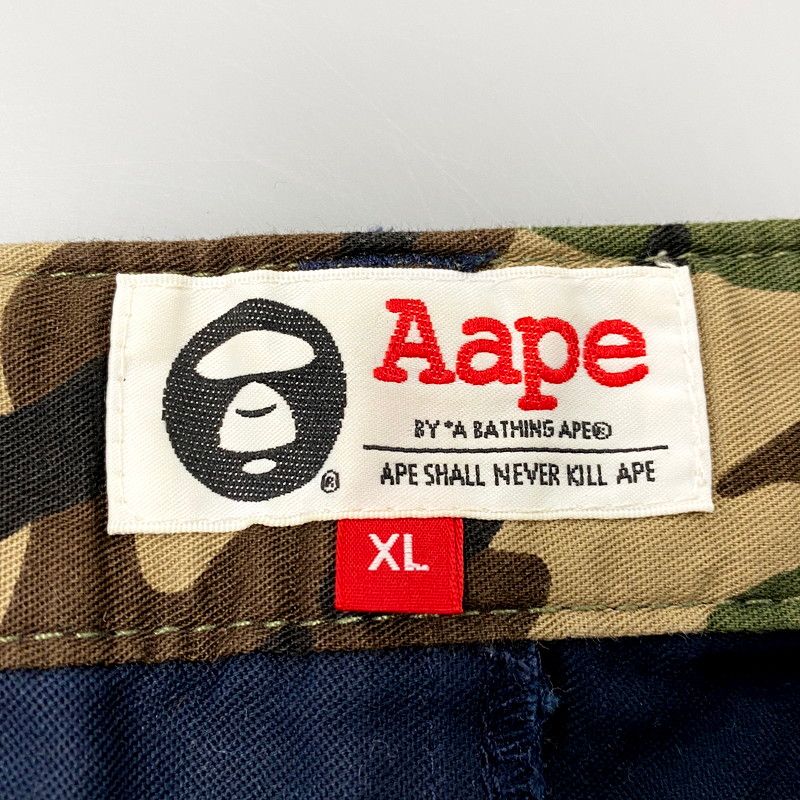 Aape
BY *A BATHING APE®
APE SHALL NEVER KILL APE
®
XL